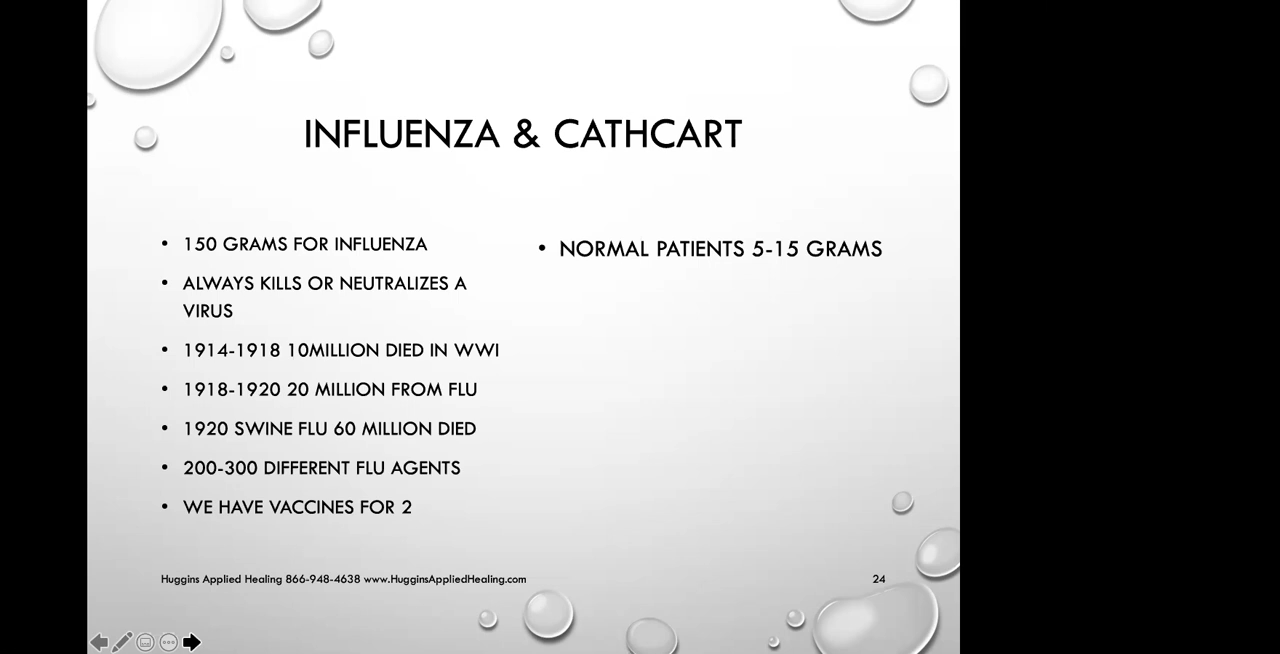 INFLUENZA & CATHCART
• 150 GRAMS FOR INFLUENZA
• ALWAYS KILLS OR NEUTRALIZES A
VIRUS
• 1914-1918 10MILLION DIED IN WWI
• 1918-1920 20 MILLION FROM FLU
• 1920 SWINE FLU 60 MILLION DIED
• 200-300 DIFFERENT FLU AGENTS
• WE HAVE VACCINES FOR 2
• NORMAL PATIENTS 5-15 GRAMS
Huggins Applied Healing 866-948-4638 www.HugginsAppliedHealing.com
24